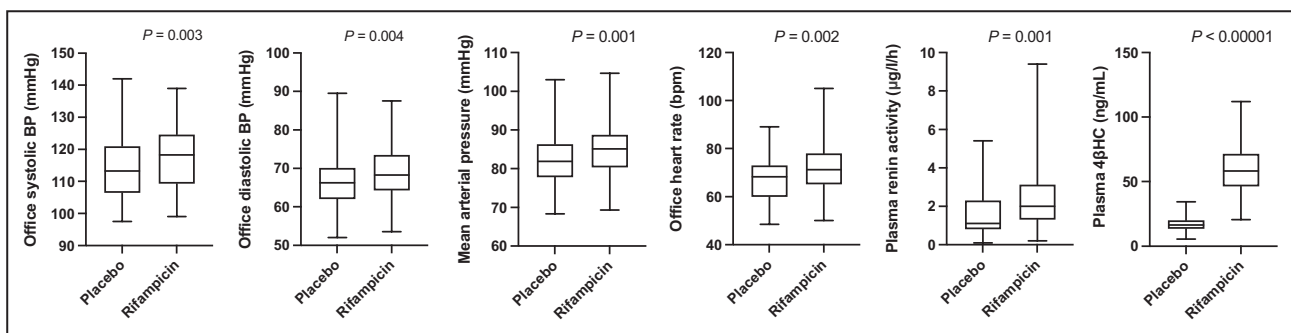 P = 0.003
Office systolic BP (mmHg)
150
140
130
120
110
100
90
Placebo
Rifampicin
P = 0.004
Office diastolic BP (mmHg)
100
90
80
70
60
50
Placebo
Rifampicin
P = 0.001
Mean arterial pressure (mmHg)
110
100
90
80
70
60
Placebo
Rifampicin
P = 0.002
Office heart rate (bpm)
120
100
80
60
40
Placebo
Rifampicin
P = 0.001
Plasma renin activity (µg/l/h)
10
8
6
4
2
0
Placebo
Rifampicin
P < 0.00001
Plasma 4βHC (ng/mL)
150
100
50
0
Placebo
Rifampicin